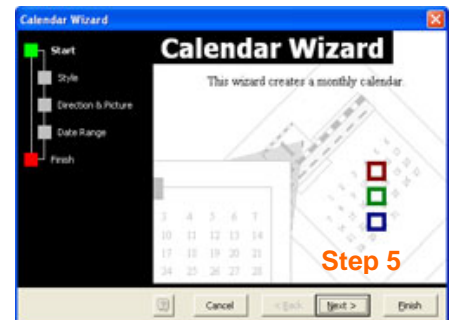 Calendar Wizard
Start
Style
Direction & Picture
Date Range
Finish
Calendar Wizard
This wizard creates a monthly calendar.
3 4 5 6 7
10 11 12 13 14
17 18 19 20 21
24 25 26 27 28
Step 5
Cancel
< Back
Next >
Finish